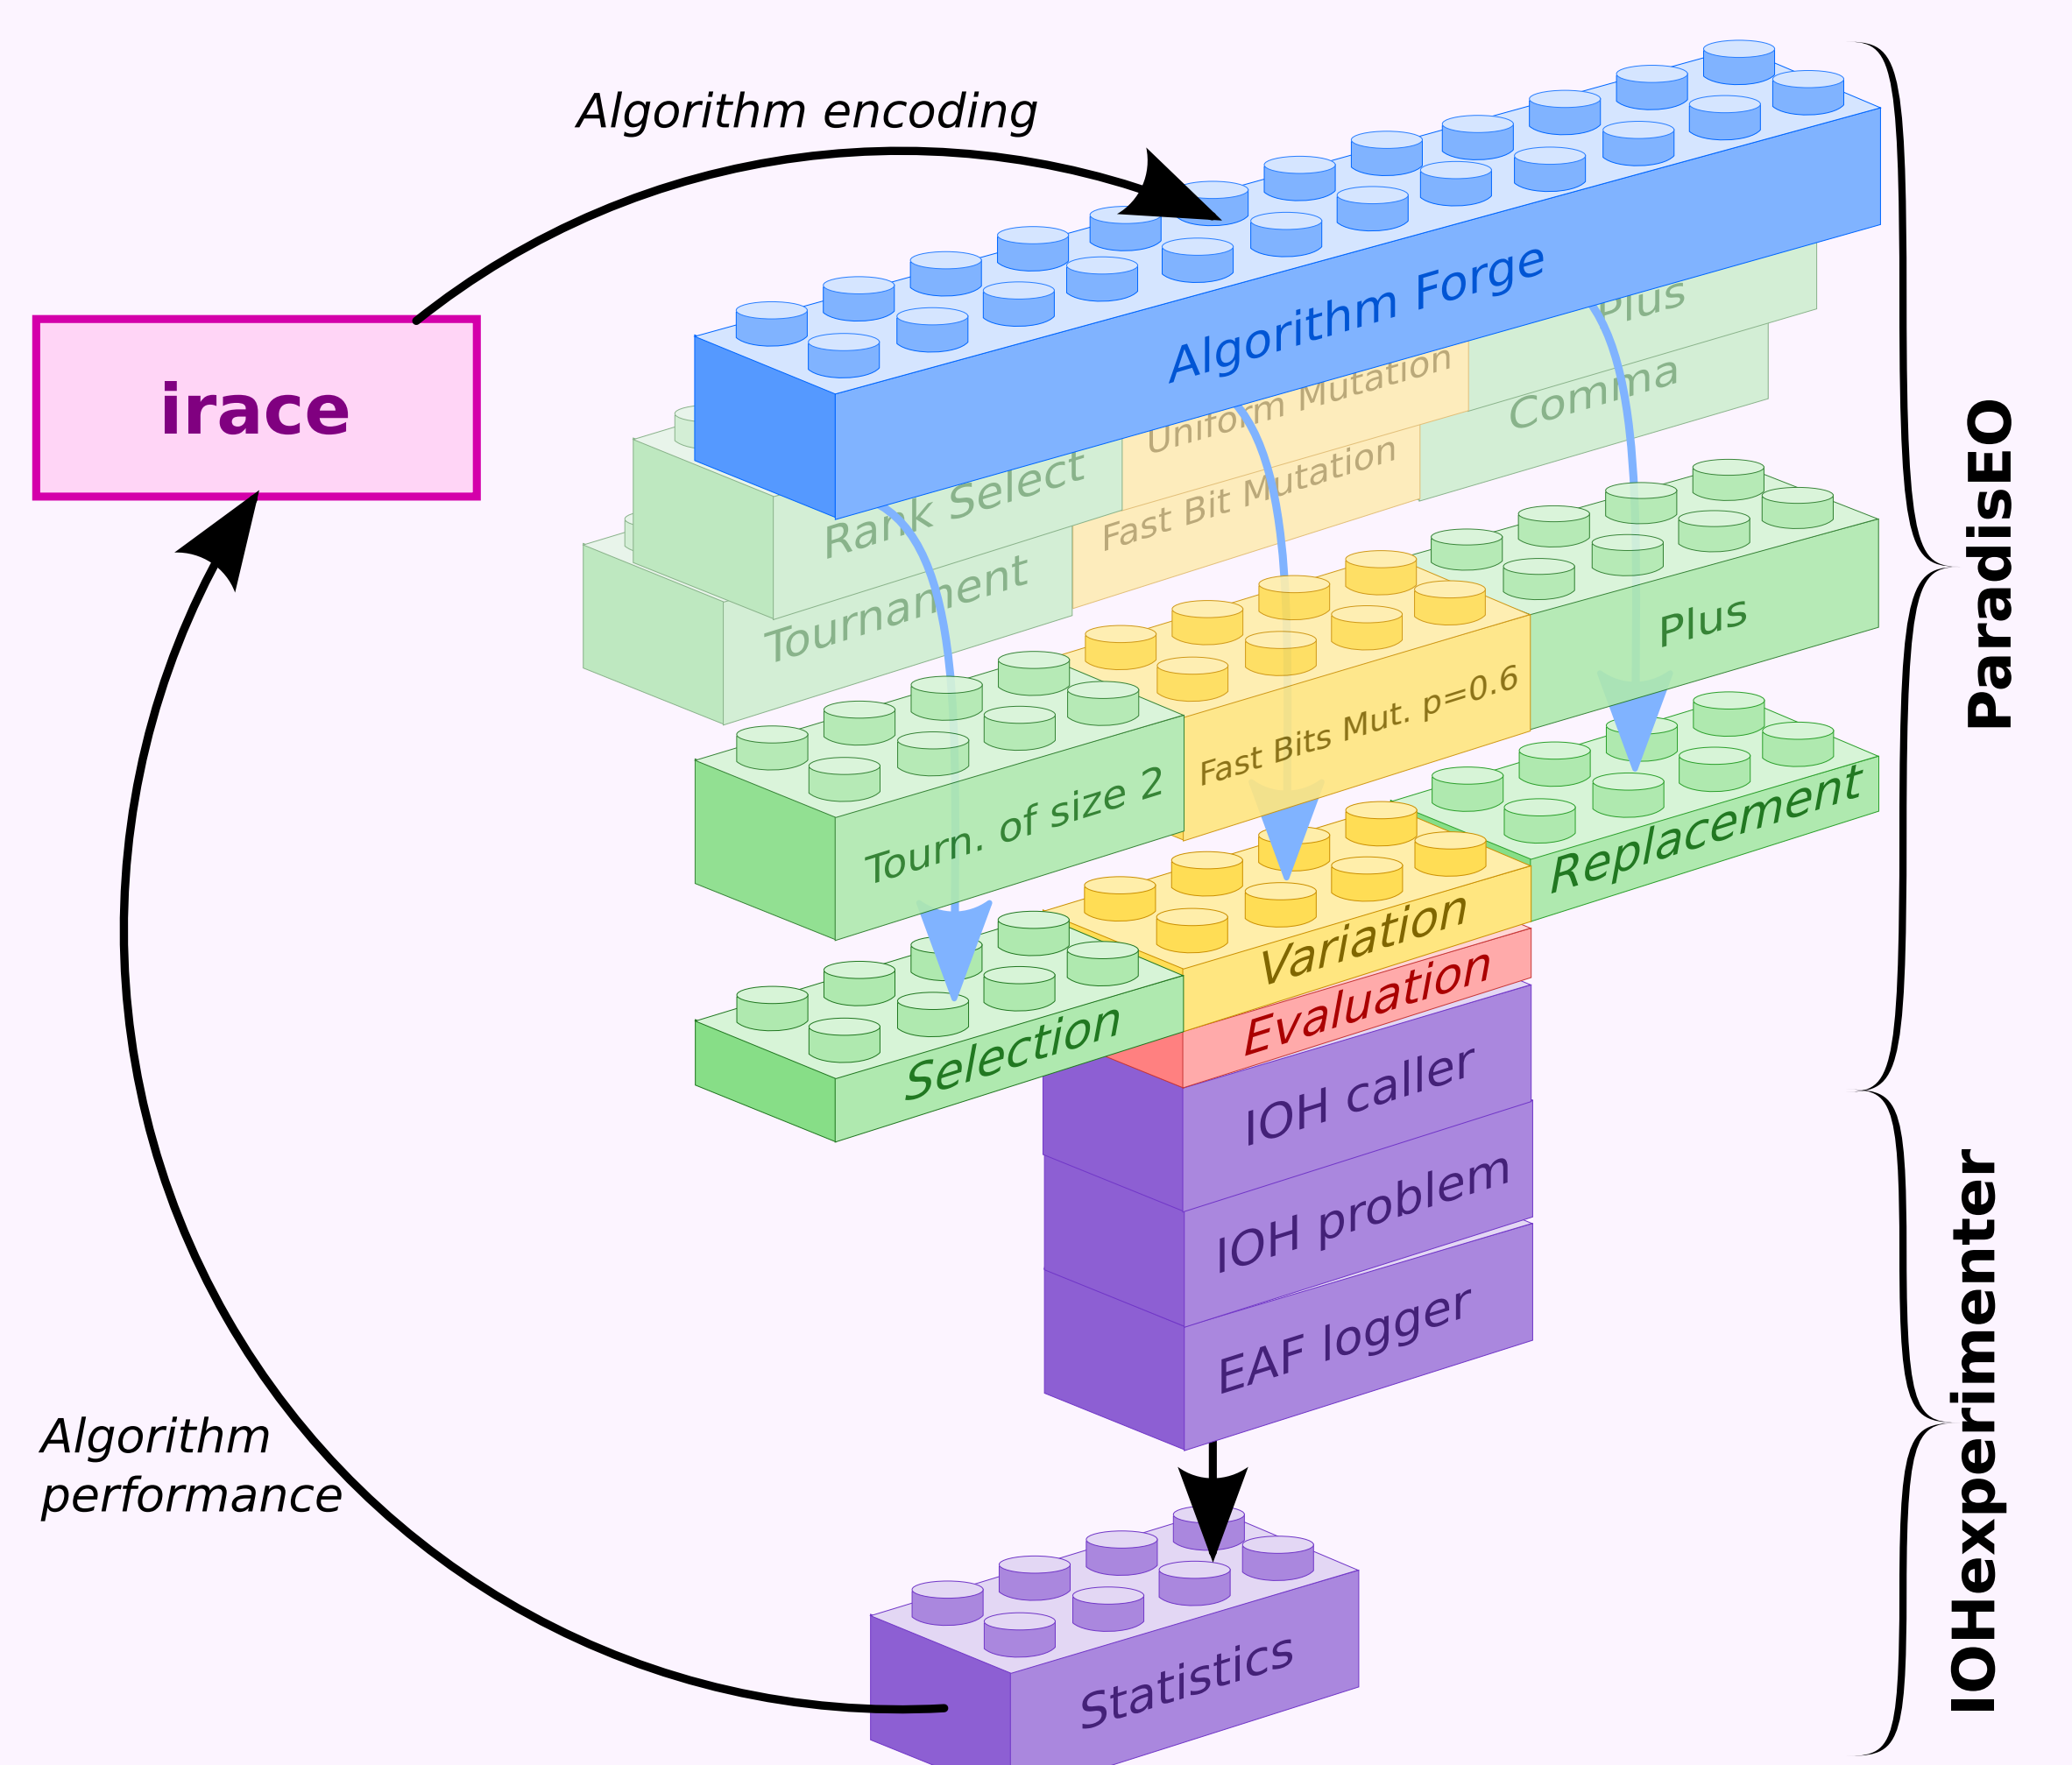 Algorithm encoding
irace
Algorithm Forge
Plus
Uniform Mutation
Comma
Rank Select
Fast Bit Mutation
Tournament
Plus
Fast Bits Mut. p=0.6
Tourn. of size 2
Replacement
Variation
Selection
Evaluation
IOH caller
IOH problem
EAF logger
Statistics
Algorithm
performance
ParadisEO
IOHexperimenter